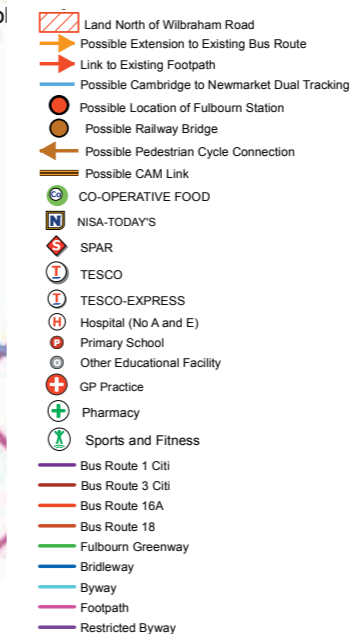 Land North of Wilbraham Road
Possible Extension to Existing Bus Route
Link to Existing Footpath
Possible Cambridge to Newmarket Dual Tracking
Possible Location of Fulbourn Station
Possible Railway Bridge
Possible Pedestrian Cycle Connection
Possible CAM Link
Co CO-OPERATIVE FOOD
N NISA-TODAY'S
S SPAR
T TESCO
T TESCO-EXPRESS
H Hospital (No A and E)
P Primary School
O Other Educational Facility
GP Practice
Pharmacy
Sports and Fitness
Bus Route 1 Citi
Bus Route 3 Citi
Bus Route 16A
Bus Route 18
Fulbourn Greenway
Bridleway
Byway
Footpath
Restricted Byway